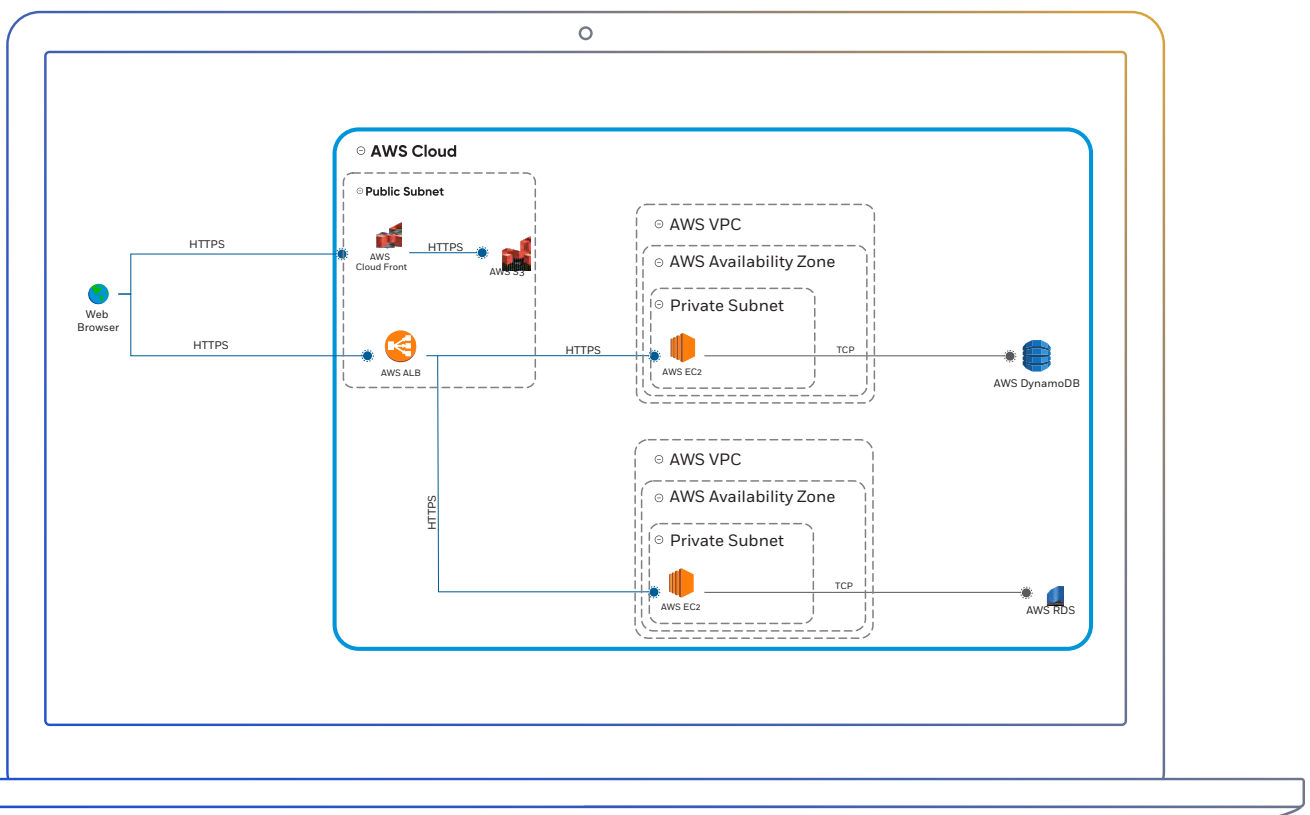 AWS Cloud
Public Subnet
HTTPS
AWS
Cloud Front
HTTPS
AWS S3
Web
Browser
HTTPS
AWS ALB
HTTPS
HTTPS
AWS VPC
AWS Availability Zone
Private Subnet
AWS EC2
TCP
AWS DynamoDB
AWS VPC
AWS Availability Zone
Private Subnet
AWS EC2
TCP
AWS RDS